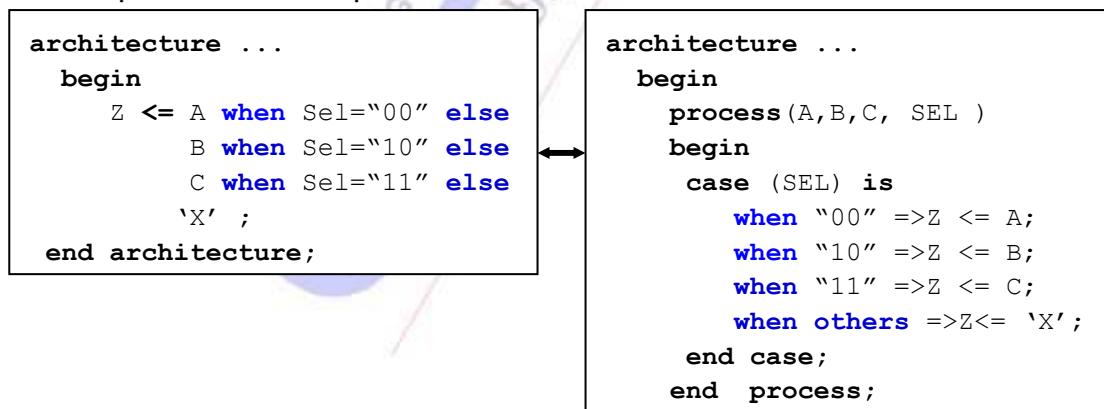 architecture ...
begin
Z <= A when Sel=“00” else
B when Sel=“10” else
C when Sel=“11” else
‘X’ ;
end architecture;
architecture ...
begin
process(A,B,C, SEL )
begin
case (SEL) is
when “00” =>Z <= A;
when “10” =>Z <= B;
when “11” =>Z <= C;
when others =>Z<= ‘X’;
end case;
end process;